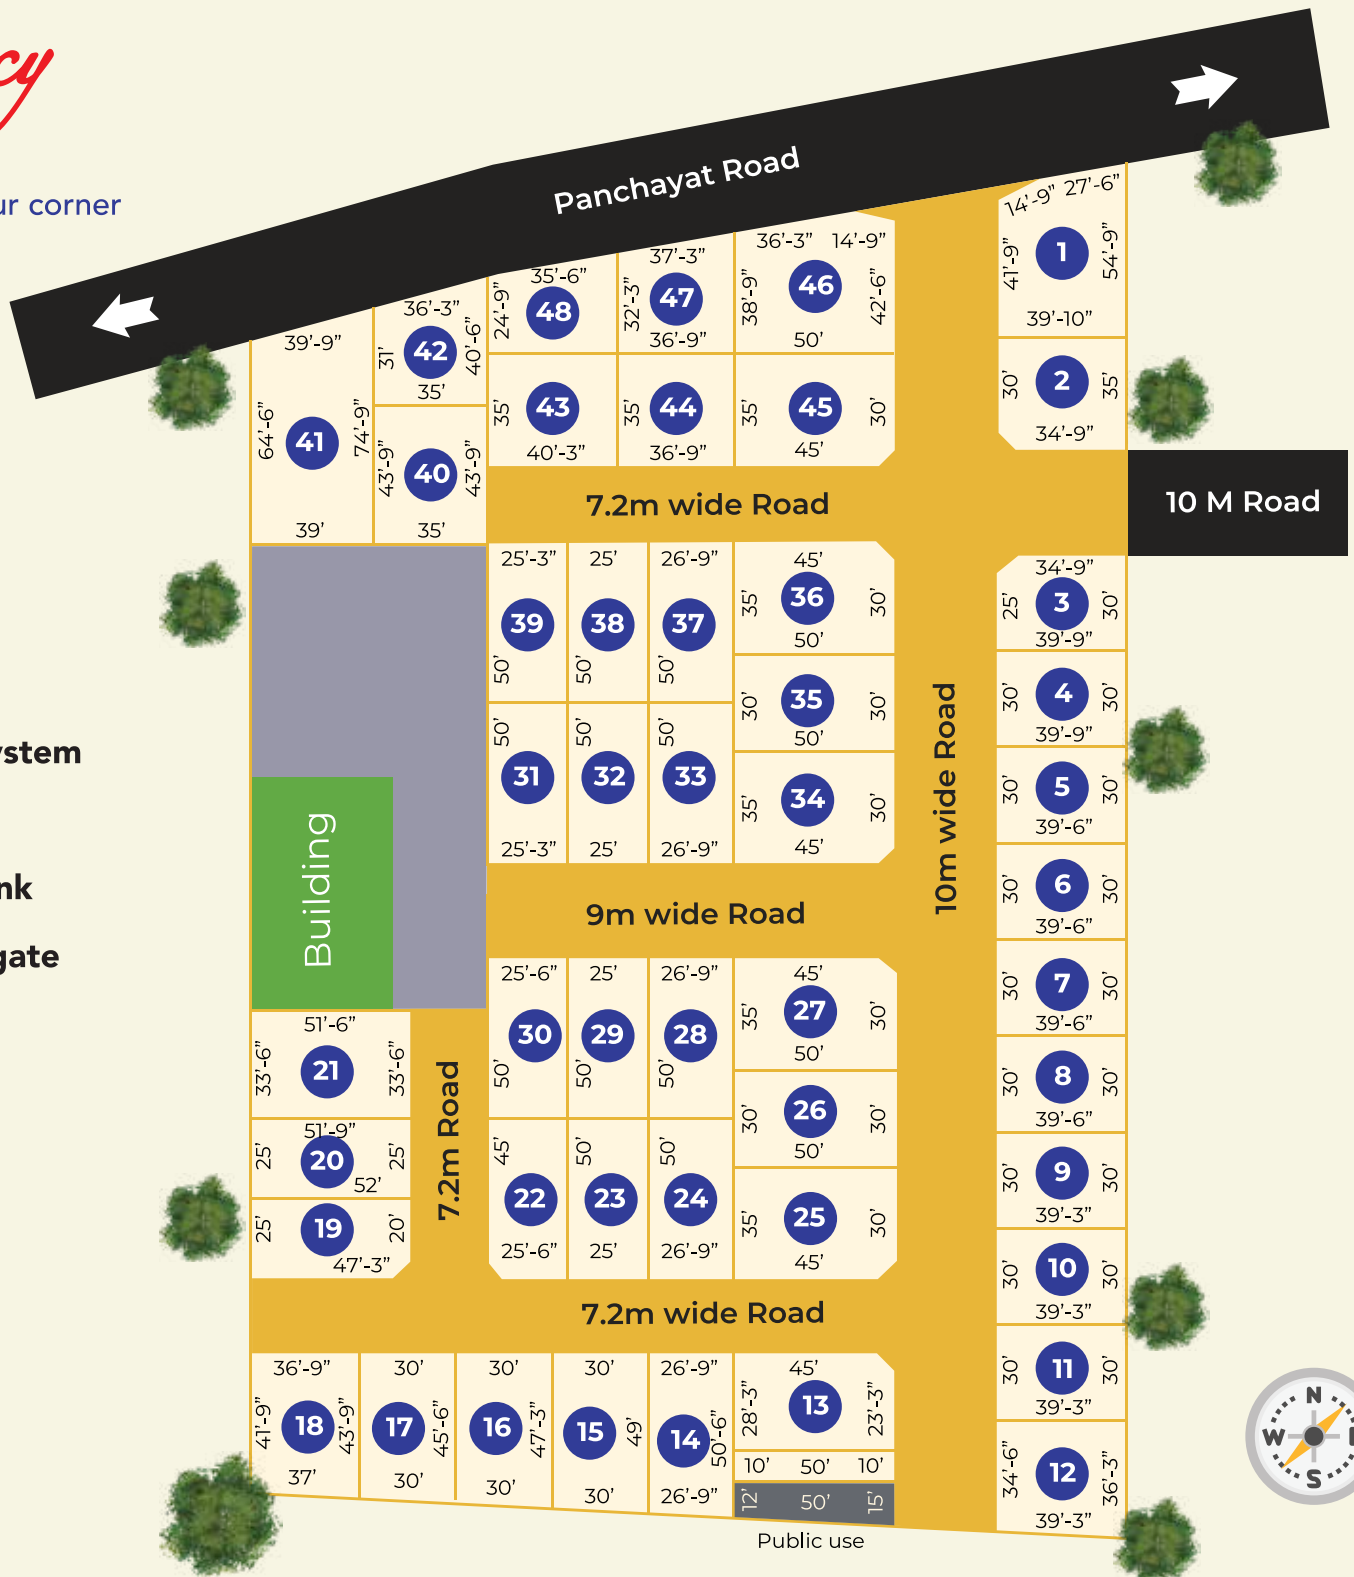 cy
ur corner
ystem
nk
gate
Panchayat Road
14’-9” 27’-6”
41’-9” 1 54’-9”
39’-10”
30’ 2 35’
34’-9”
36’-3” 14’-9”
38’-9” 46 42’-6”
50’
37’-3”
32’-3” 47
36’-9”
35’-6”
24’-9” 48
36’-3”
31’ 42 40’-6”
35’
39’-9”
64’-6” 41 74’-9”
39’
43’-9” 40 43’-9”
35’
35’ 43
40’-3”
35’ 44
36’-9”
35’ 45 30’
45’
7.2m wide Road
10 M Road
25’-3”
39
50’
25’
38
50’
26’-9”
37
50’
45’
35’ 36 30’
50’
30’ 35 30’
50’
35’ 34 30’
45’
50’
31
25’-3”
50’
32
25’
50’
33
26’-9”
10m wide Road
34’-9”
25’ 3 30’
39’-9”
30’ 4 30’
39’-9”
30’ 5 30’
39’-6”
30’ 6 30’
39’-6”
30’ 7 30’
39’-6”
30’ 8 30’
39’-6”
30’ 9 30’
39’-3”
30’ 10 30’
39’-3”
30’ 11 30’
39’-3”
34’-6” 12 36’-3”
39’-3”
Building
9m wide Road
25’-6”
30
50’
25’
29
50’
26’-9”
28
50’
45’
35’ 27 30’
50’
30’ 26 30’
50’
35’ 25 30’
45’
45’
22
25’-6”
50’
23
25’
50’
24
26’-9”
51’-6”
33’-6” 21 33’-6”
51’-9”
25’ 20 25’
52’
25’ 19 20’
47’-3”
7.2m Road
7.2m wide Road
36’-9”
41’-9” 18 43’-9”
37’
30’
17 45’-6”
30’
30’
16 47’-3”
30’
30’
15 49’
30’
26’-9”
14 50’-6”
26’-9”
45’
28’-3” 13 23’-3”
10’ 50’ 10’
12’ 50’ 15’
Public use
N
W
S